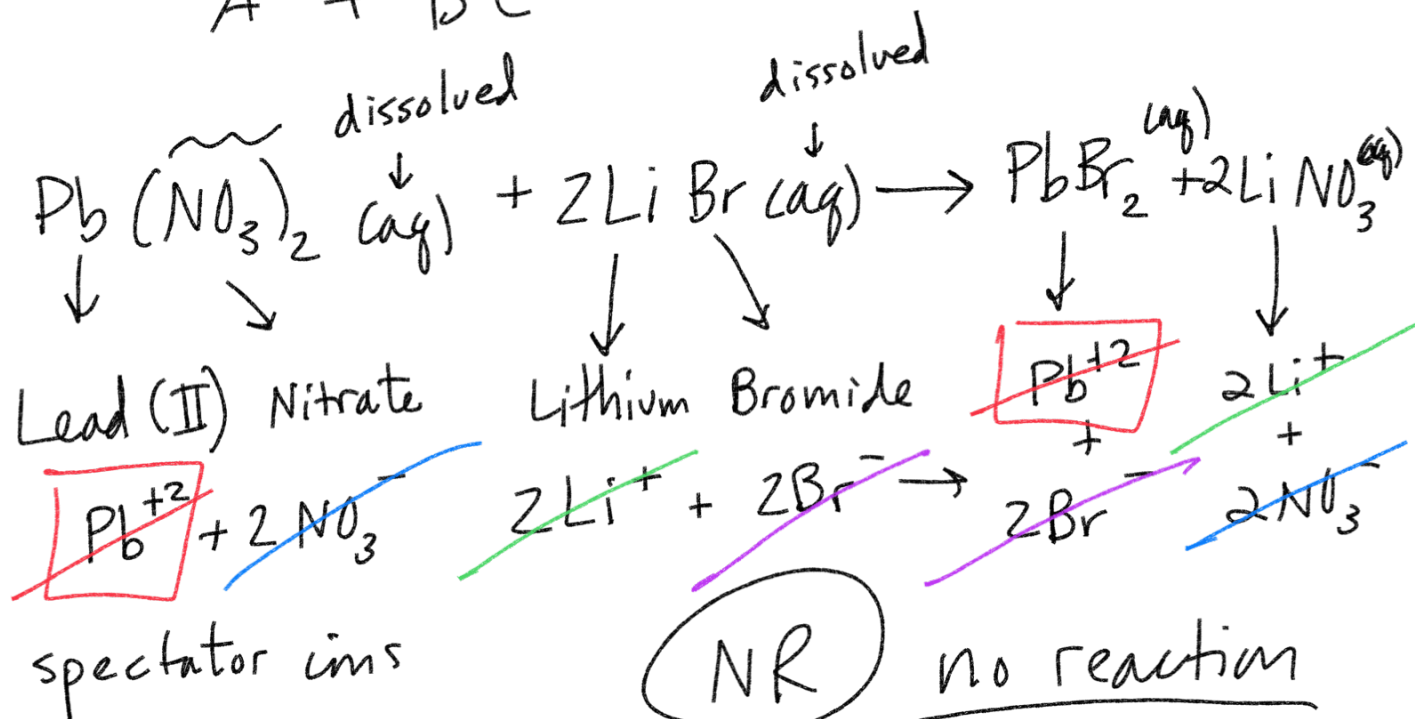 A + BC
dissolved dissolved
Pb(NO₃)₂ (aq) + 2LiBr (aq) → PbBr₂ (aq) + 2LiNO₃ (aq)
Lead (II) Nitrate Lithium Bromide
Pb⁺² + 2NO₃⁻ 2Li⁺ + 2Br⁻ → Pb⁺² + 2Br⁻ 2Li⁺ + 2NO₃⁻
spectator ions NR no reaction